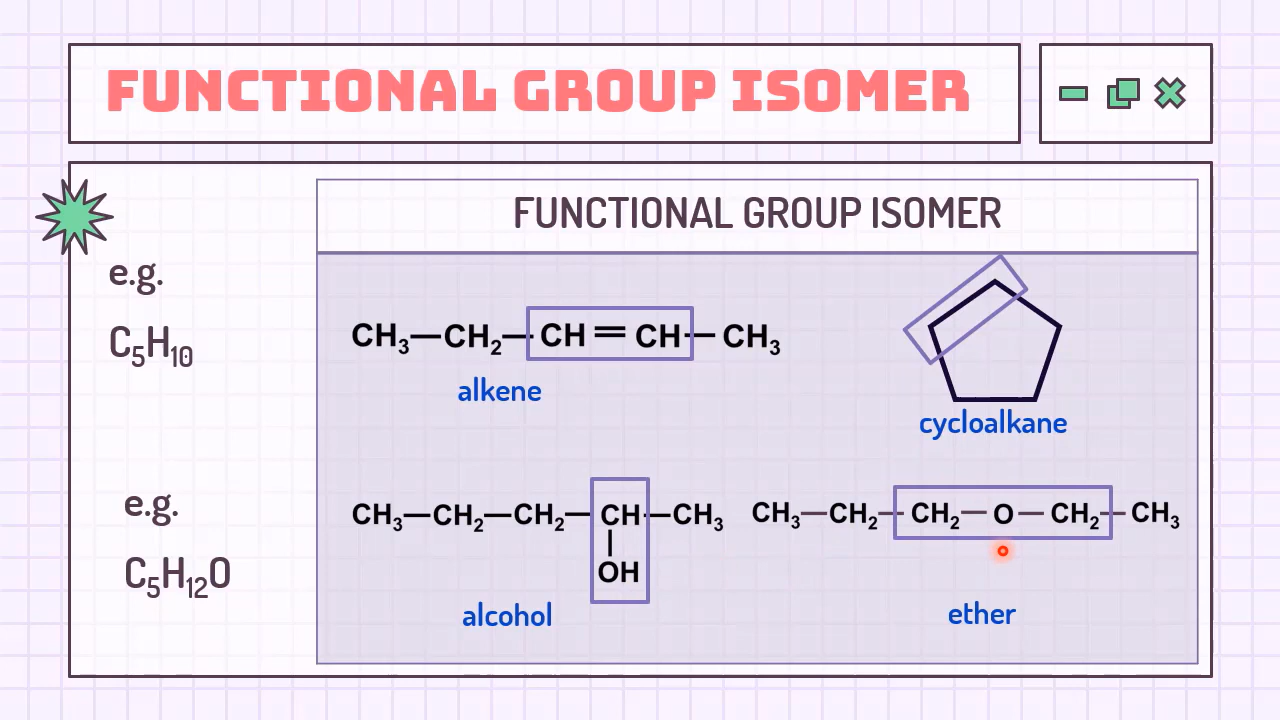 FUNCTIONAL GROUP ISOMER
FUNCTIONAL GROUP ISOMER
e.g.
C₅H₁₀
CH₃—CH₂—CH=CH—CH₃
alkene
cycloalkane
e.g.
C₅H₁₂O
CH₃—CH₂—CH₂—CH—CH₃
|
OH
alcohol
CH₃—CH₂—CH₂—O—CH₂—CH₃
ether